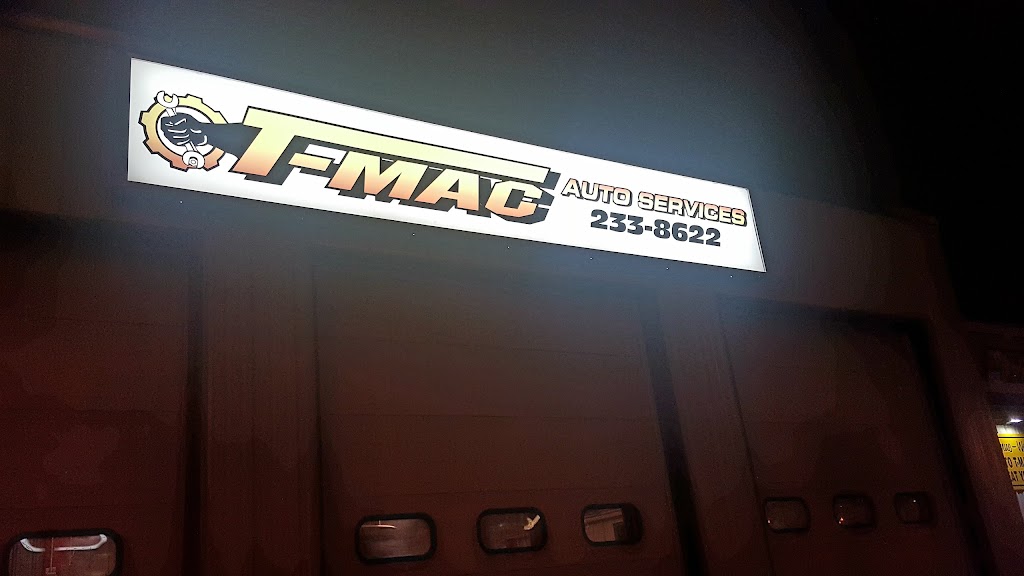 T-MAC
AUTO SERVICES
233-8622